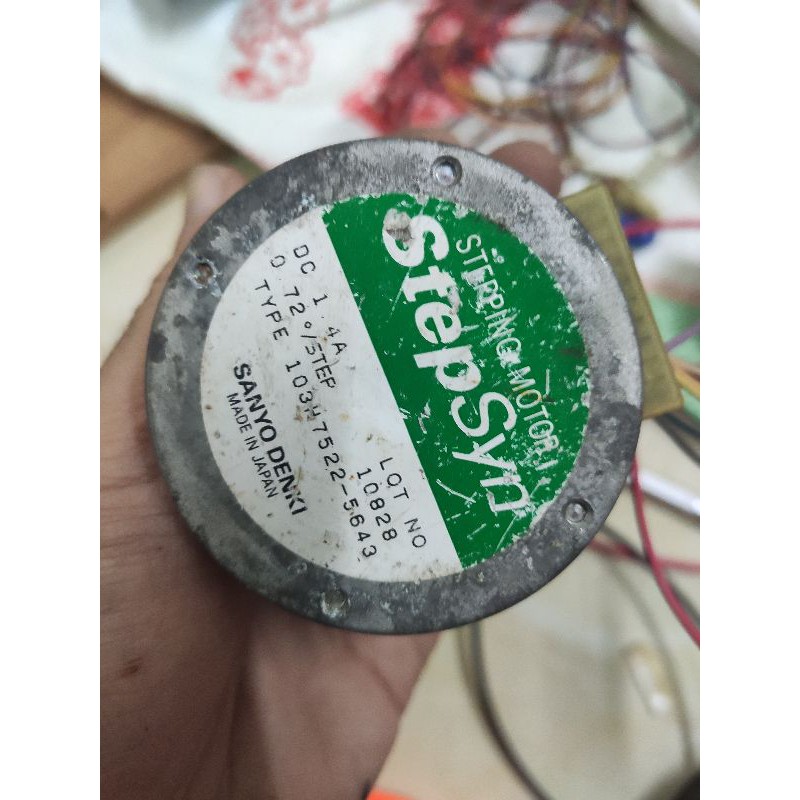 STEPPING MOTOR
StepSyn
DC 1.4A
0.72°/STEP
TYPE 103H7522-5643
LOT NO
10828
SANYO DENKI
MADE IN JAPAN